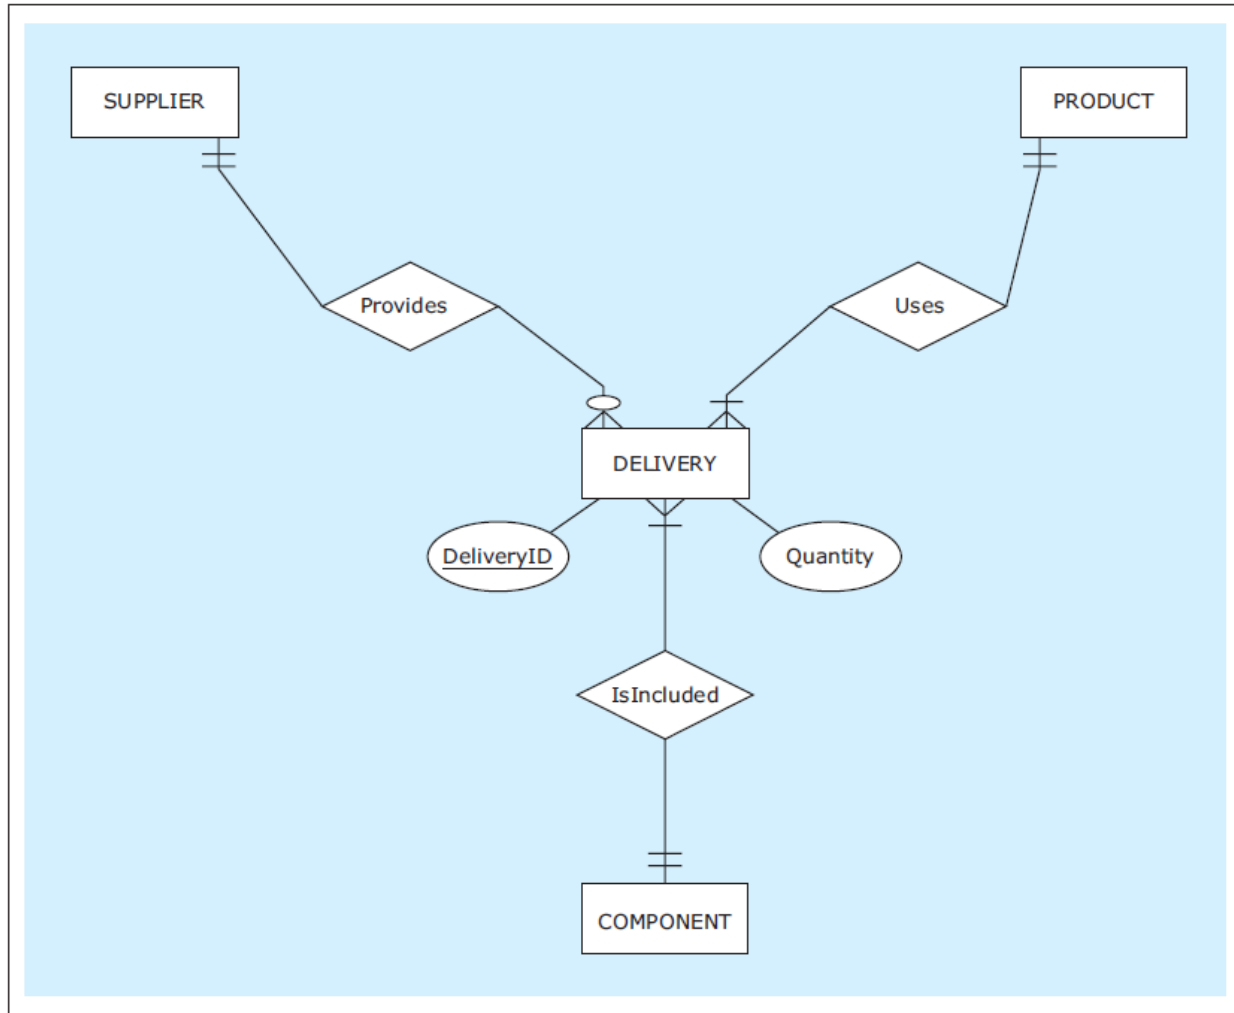 SUPPLIER
PRODUCT
Provides
Uses
DELIVERY
DeliveryID
Quantity
IsIncluded
COMPONENT